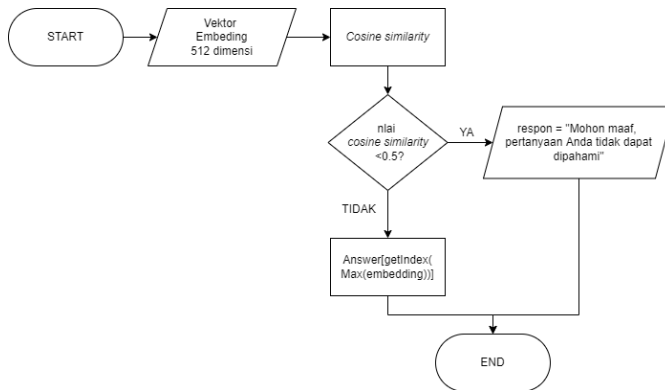 START
Vektor
Embeding
512 dimensi
Cosine similarity
nlai
cosine similarity
<0.5?
YA
respon = "Mohon maaf,
pertanyaan Anda tidak dapat
dipahami"
TIDAK
Answer[getIndex(
Max(embedding))]
END